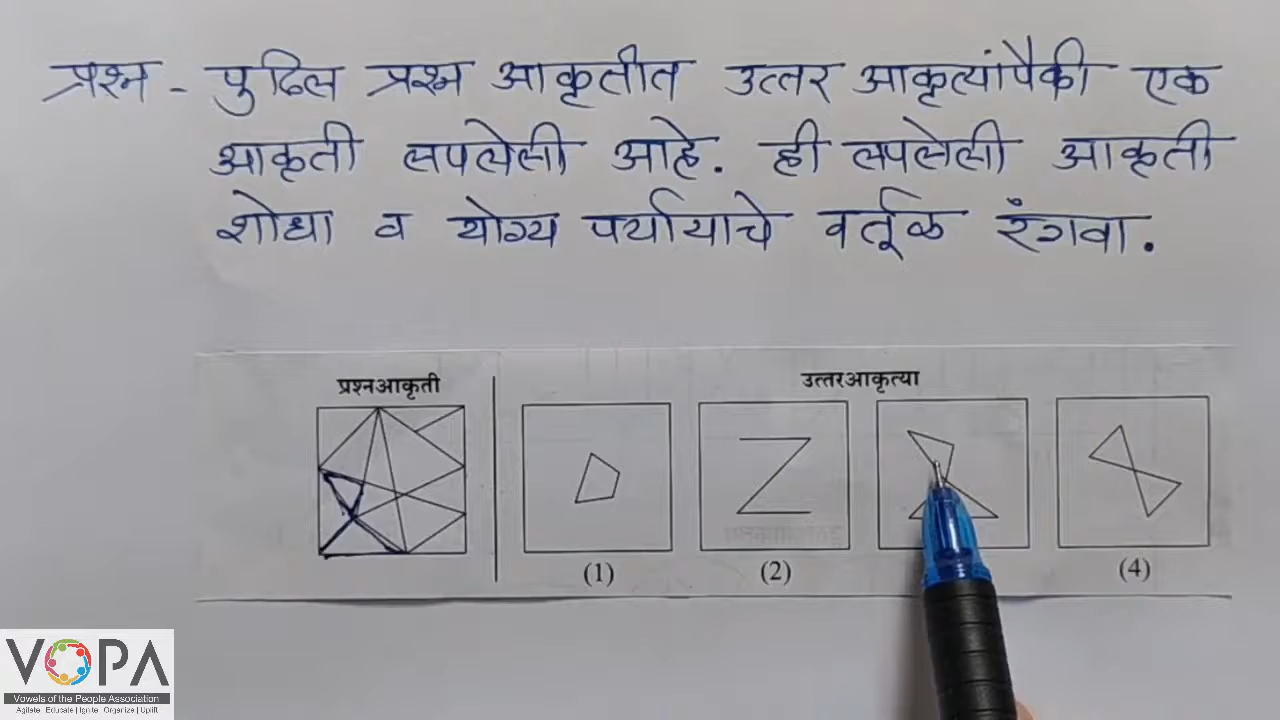 प्रश्न - पुढिल प्रश्न आकृतीत उत्तर आकृत्यांपैकी एक
आकृती लपलेली आहे. ही लपलेली आकृती
शोधा व योग्य पर्यायाचे वर्तूळ रंगवा.
प्रश्नआकृती
उत्तरआकृत्या
(1)
(2)
(4)
VOPA
Vowels of the People Association
Agitate | Educate | Ignite | Organize | Uplift